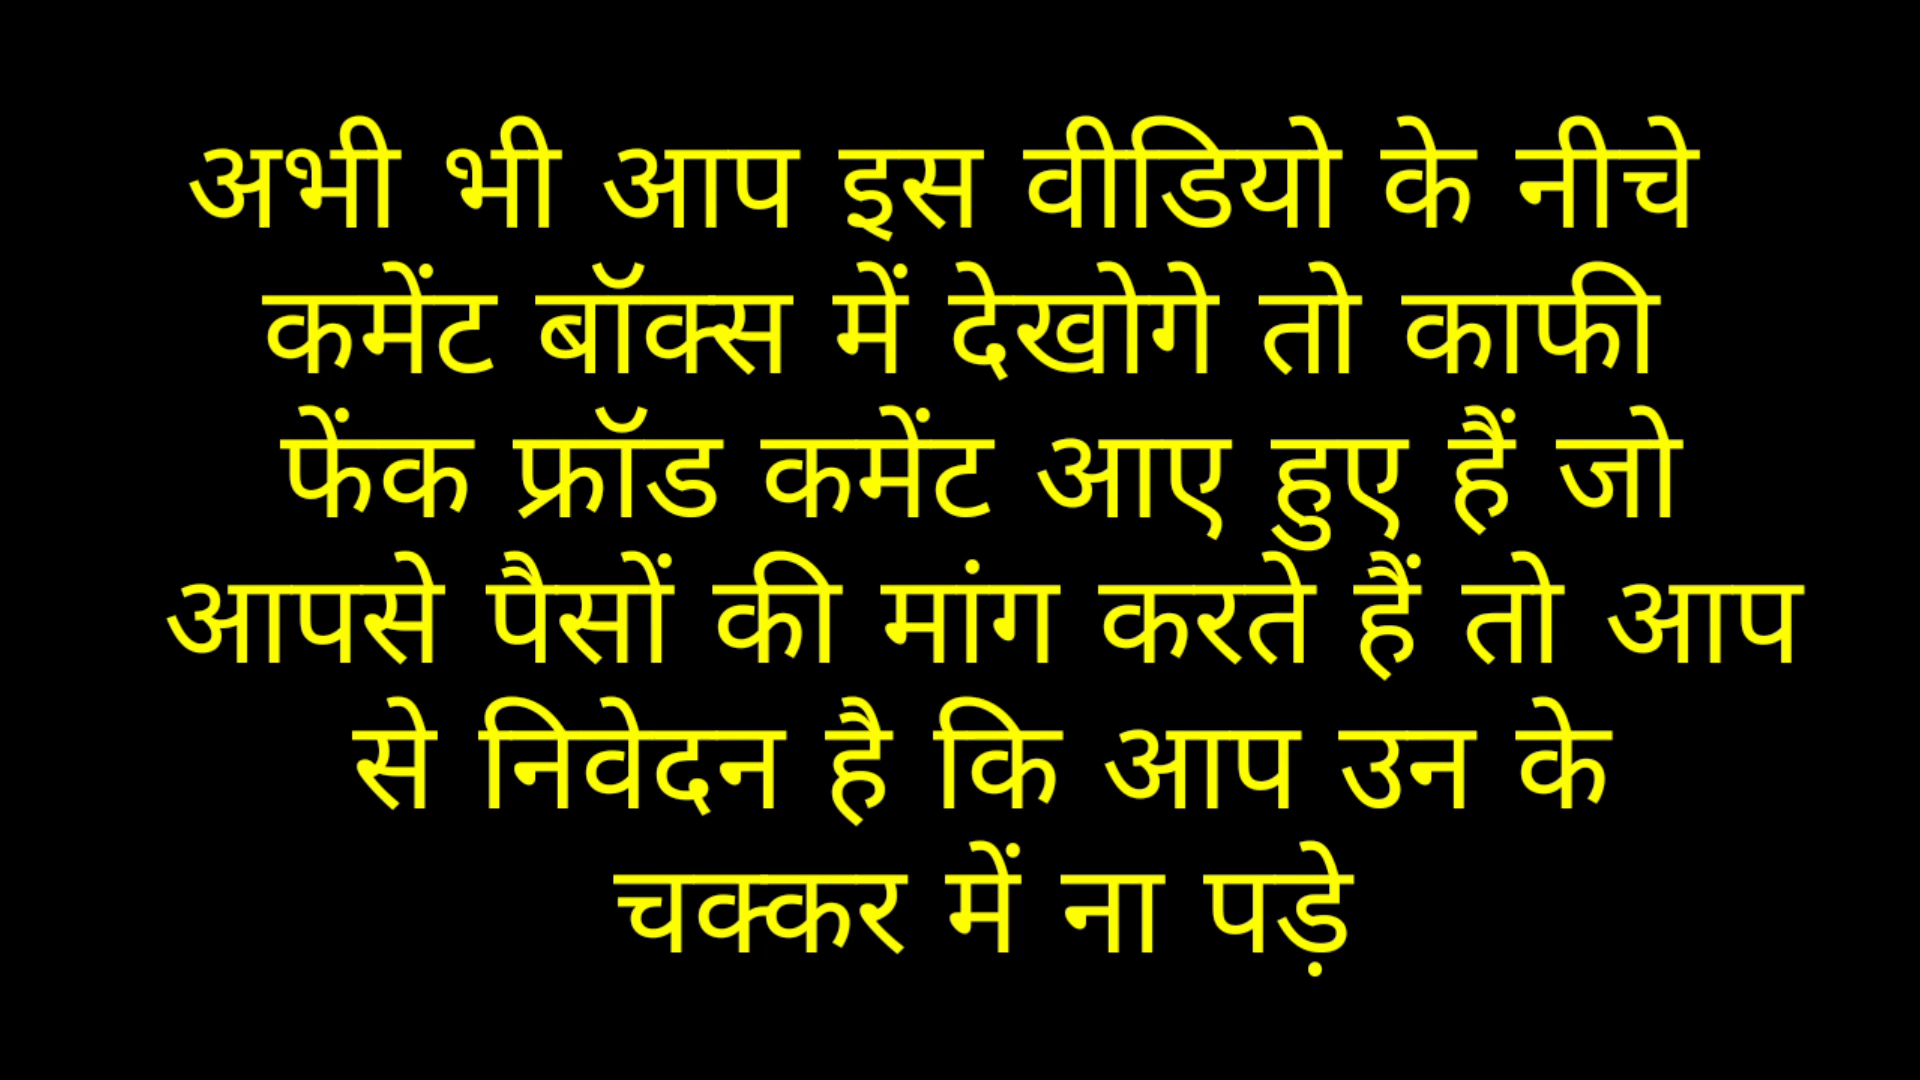 अभी भी आप इस वीडियो के नीचे
कमेंट बॉक्स में देखोगे तो काफी
फेंक फ्रॉड कमेंट आए हुए हैं जो
आपसे पैसों की मांग करते हैं तो आप
से निवेदन है कि आप उन के
चक्कर में ना पड़े